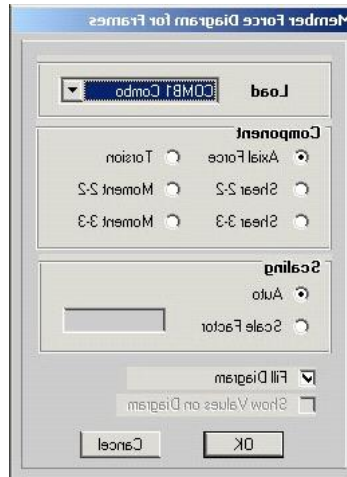 Member Force Diagram for Frames
Load
COMB1 Combo
Component
Axial Force
Torsion
Shear 2-2
Moment 2-2
Shear 3-3
Moment 3-3
Scaling
Auto
Scale Factor
Fill Diagram
Show Values on Diagram
OK
Cancel